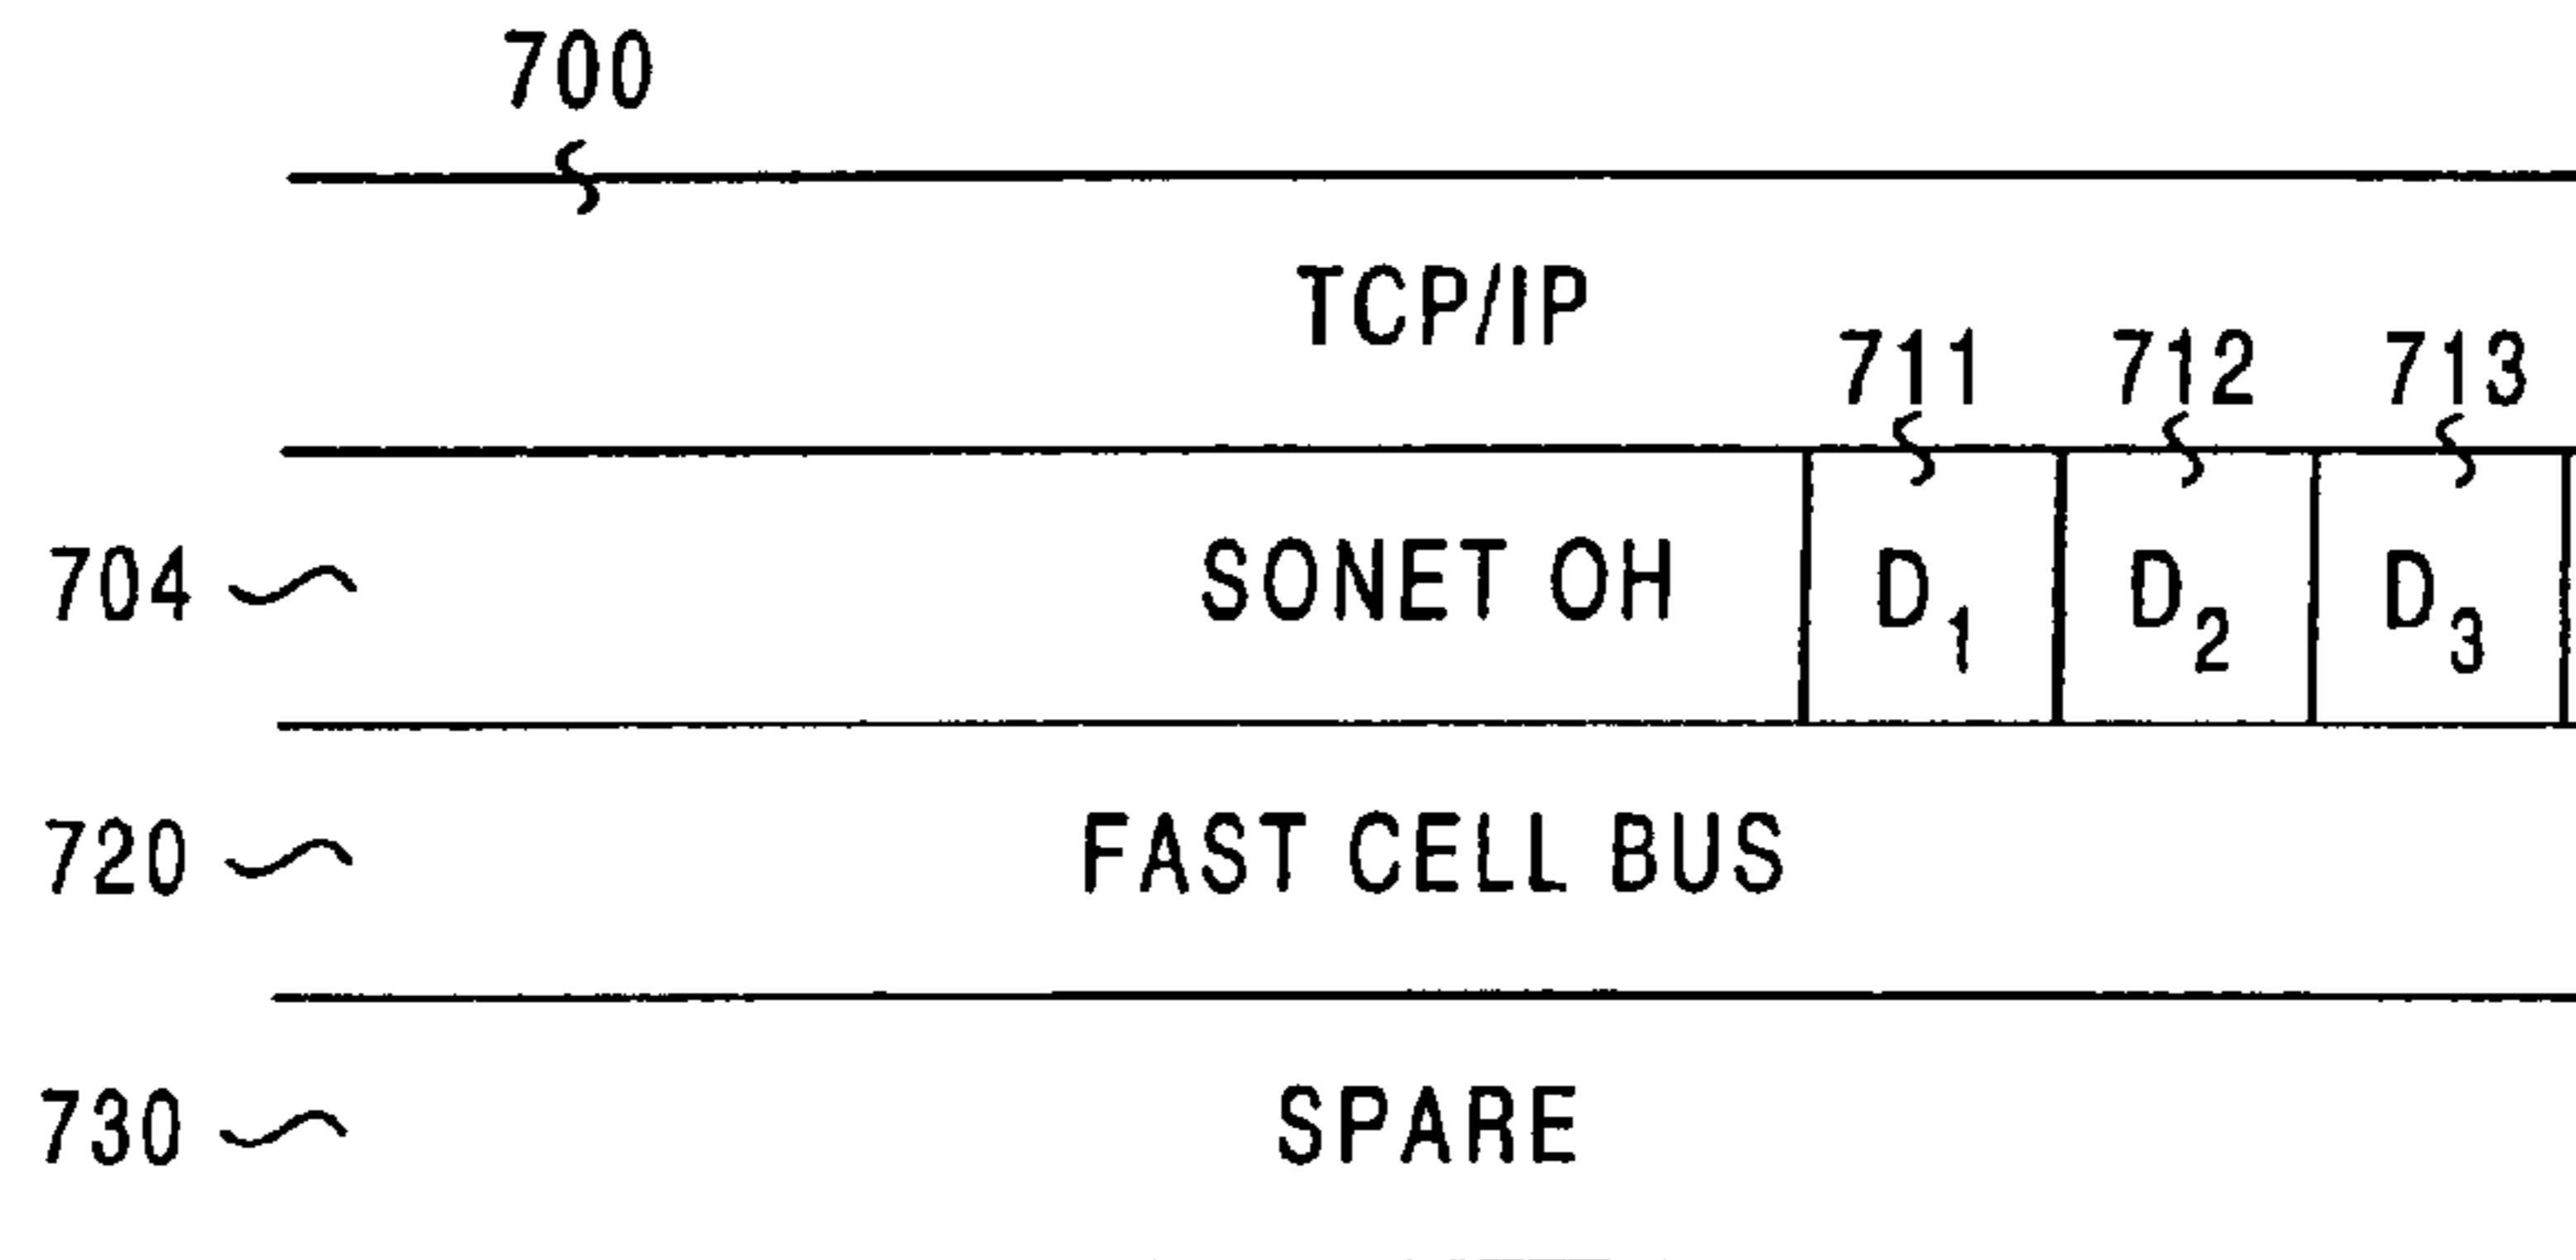 700
TCP/IP
711 712 713
704 SONET OH D1 D2 D3
720 FAST CELL BUS
730 SPARE